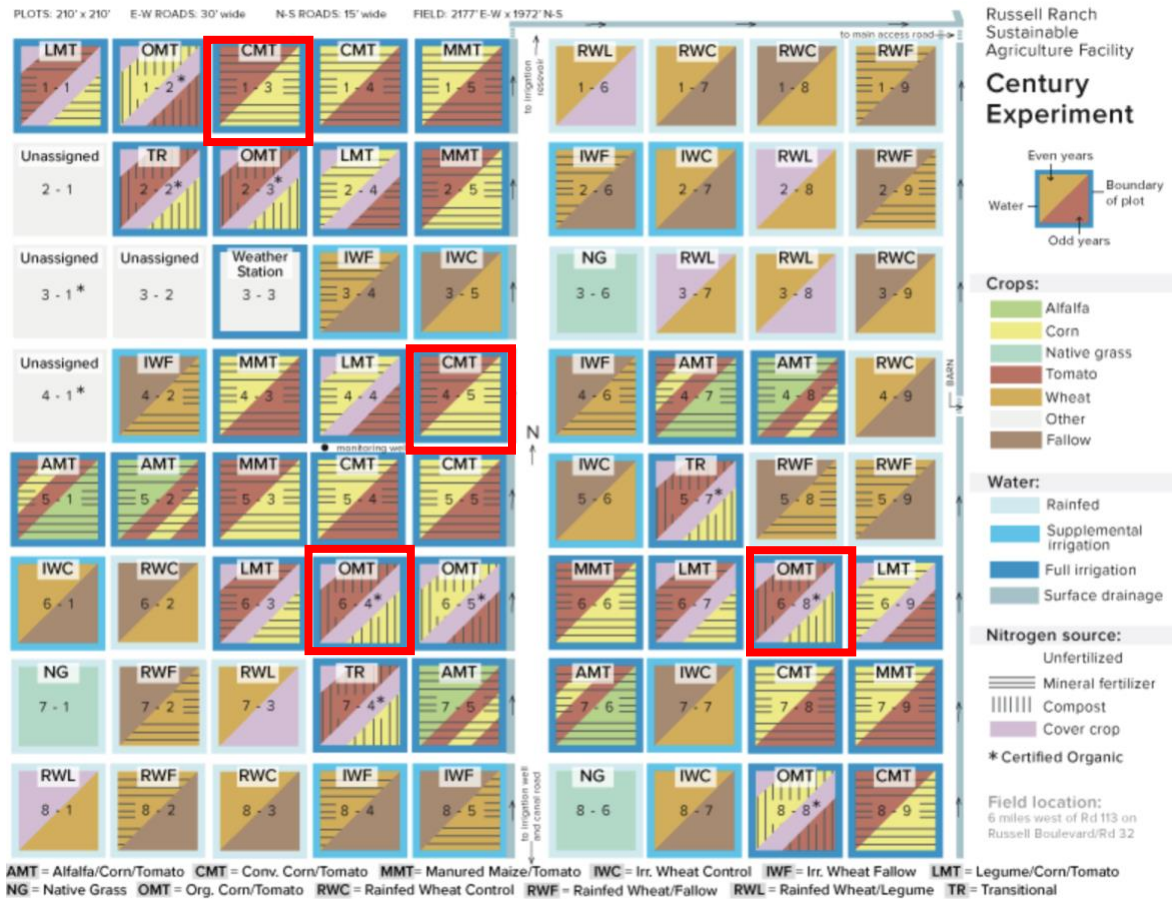 PLOTS: 210' x 210' E-W ROADS: 30' wide N-S ROADS: 15' wide FIELD: 2177' E-W x 1972' N-S
to main access road
to irrigation
resevoir
LMT OMT CMT CMT MMT RWL RWC RWC RWF
1 - 1 1 - 2* 1 - 3 1 - 4 1 - 5 1 - 6 1 - 7 1 - 8 1 - 9
Unassigned TR OMT LMT MMT IWF IWC RWL RWF
2 - 1 2 - 2* 2 - 3* 2 - 4 2 - 5 2 - 6 2 - 7 2 - 8 2 - 9
Unassigned Unassigned Weather
Station IWF IWC NG RWL RWL RWC
3 - 1* 3 - 2 3 - 3 3 - 4 3 - 5 3 - 6 3 - 7 3 - 8 3 - 9
Unassigned IWF MMT LMT CMT IWF AMT AMT RWC
4 - 1* 4 - 2 4 - 3 4 - 4 4 - 5 4 - 6 4 - 7 4 - 8 4 - 9
BARN
N
monitoring well
AMT AMT MMT CMT CMT IWC TR RWF RWF
5 - 1 5 - 2 5 - 3 5 - 4 5 - 5 5 - 6 5 - 7* 5 - 8 5 - 9
IWC RWC LMT OMT OMT MMT LMT OMT LMT
6 - 1 6 - 2 6 - 3 6 - 4* 6 - 5* 6 - 6 6 - 7 6 - 8* 6 - 9
NG RWF RWL TR AMT AMT IWC CMT MMT
7 - 1 7 - 2 7 - 3 7 - 4* 7 - 5 7 - 6 7 - 7 7 - 8 7 - 9
RWL RWF RWC IWF IWF NG IWC OMT CMT
8 - 1 8 - 2 8 - 3 8 - 4 8 - 5 8 - 6 8 - 7 8 - 8* 8 - 9
to irrigation well
and canal road
Russell Ranch
Sustainable
Agriculture Facility
Century
Experiment
Even years
Water
Boundary
of plot
Odd years
Crops:
Alfalfa
Corn
Native grass
Tomato
Wheat
Other
Fallow
Water:
Rainfed
Supplemental
irrigation
Full irrigation
Surface drainage
Nitrogen source:
Unfertilized
Mineral fertilizer
Compost
Cover crop
* Certified Organic
Field location:
6 miles west of Rd 113 on
Russell Boulevard/Rd 32
AMT = Alfalfa/Corn/Tomato CMT = Conv. Corn/Tomato MMT = Manured Maize/Tomato IWC = Irr. Wheat Control IWF = Irr. Wheat Fallow LMT = Legume/Corn/Tomato
NG = Native Grass OMT = Org. Corn/Tomato RWC = Rainfed Wheat Control RWF = Rainfed Wheat/Fallow RWL = Rainfed Wheat/Legume TR = Transitional